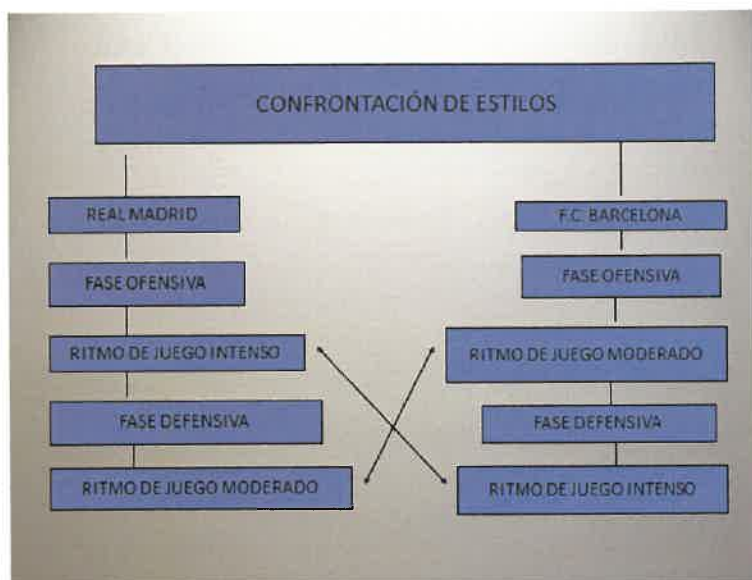 CONFRONTACIÓN DE ESTILOS
REAL MADRID
FASE OFENSIVA
RITMO DE JUEGO INTENSO
FASE DEFENSIVA
RITMO DE JUEGO MODERADO
F.C. BARCELONA
FASE OFENSIVA
RITMO DE JUEGO MODERADO
FASE DEFENSIVA
RITMO DE JUEGO INTENSO